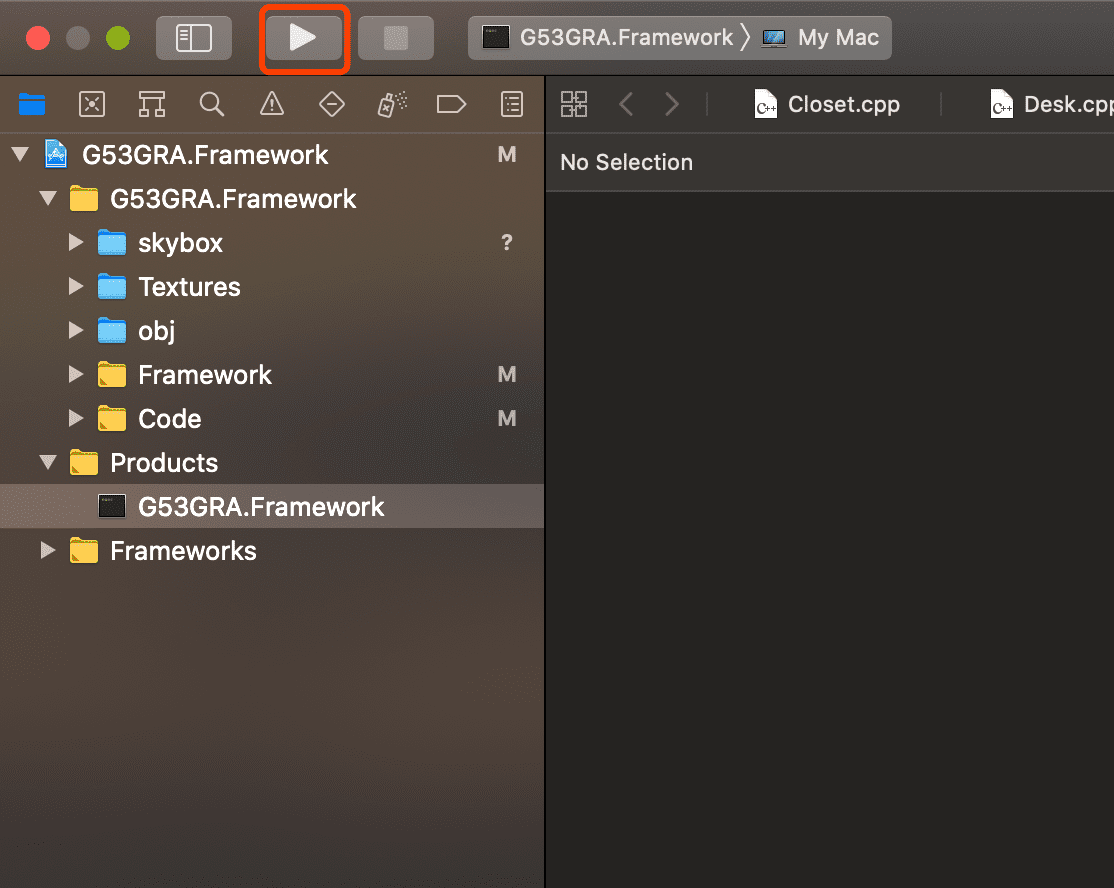 G53GRA.Framework My Mac
Closet.cpp Desk.cpp
G53GRA.Framework M
No Selection
G53GRA.Framework
skybox ?
Textures
obj
Framework M
Code M
Products
G53GRA.Framework
Frameworks